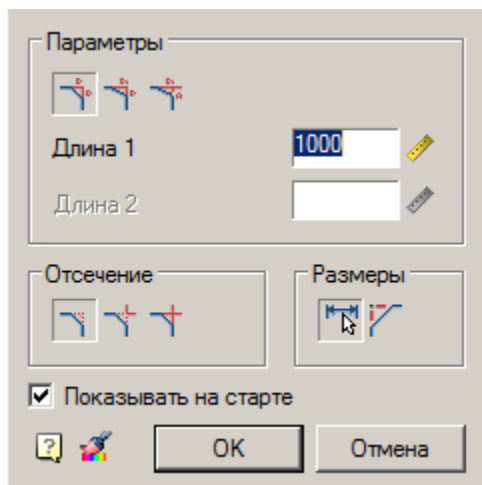 Параметры
Длина 1
1000
Длина 2
Отсечение
Размеры
Показывать на старте
OK
Отмена